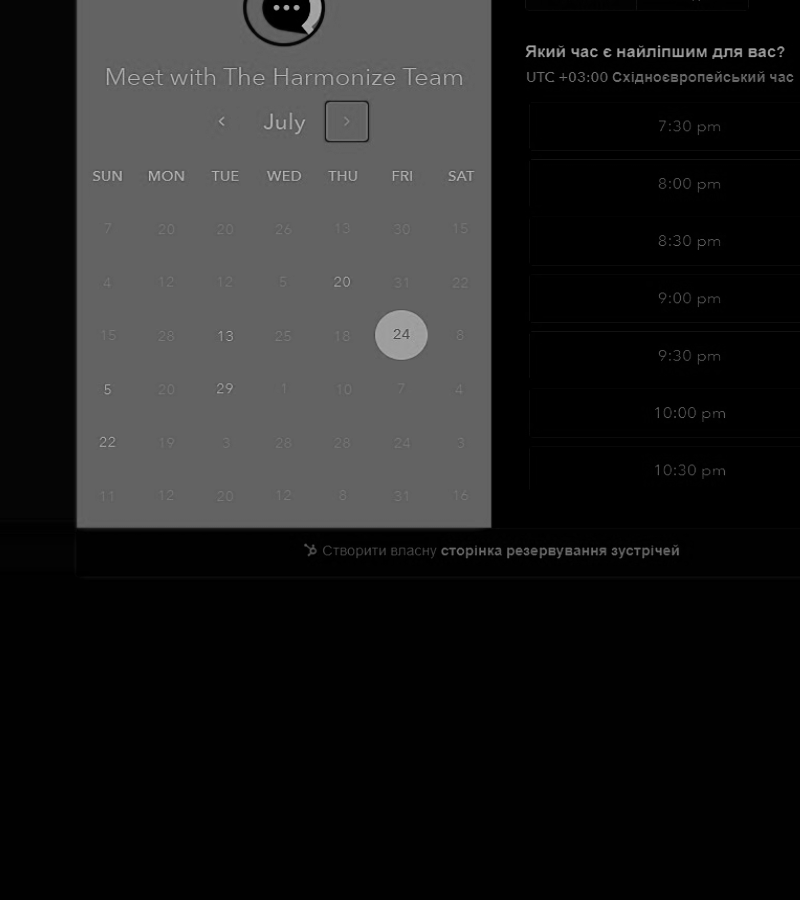 Meet with The Harmonize Team
July
SUN MON TUE WED THU FRI SAT
7 20 20 26 13 30 15
4 12 12 5 20 31 22
15 28 13 25 18 24 8
5 20 29 1 10 7 4
22 19 3 28 28 24 3
11 12 20 12 8 31 16
Який час є найліпшим для вас?
UTC +03:00 Східноєвропейський час
7:30 pm
8:00 pm
8:30 pm
9:00 pm
9:30 pm
10:00 pm
10:30 pm
Створити власну сторінка резервування зустрічей